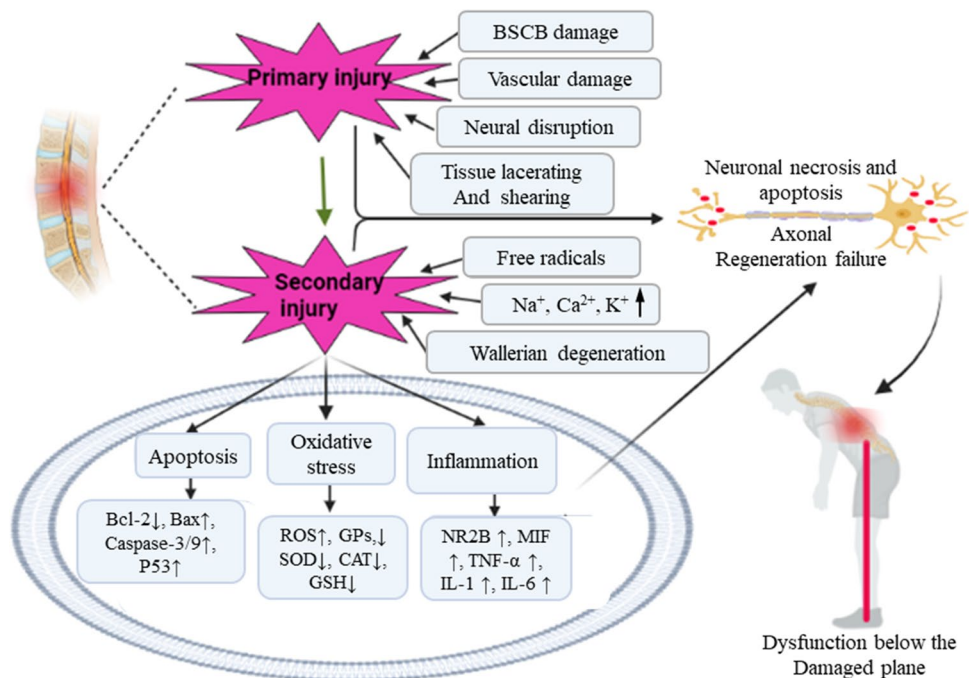 BSCB damage
Primary injury
Vascular damage
Neural disruption
Tissue lacerating
And shearing
Neuronal necrosis and
apoptosis
Axonal
Regeneration failure
Free radicals
Secondary
injury
Na⁺, Ca²⁺, K⁺ ↑
Wallerian degeneration
Apoptosis
Oxidative
stress
Inflammation
Bcl-2↓, Bax↑,
Caspase-3/9↑,
P53↑
ROS↑, GPs,↓
SOD↓, CAT↓,
GSH↓
NR2B ↑, MIF
↑, TNF-α ↑,
IL-1 ↑, IL-6 ↑
Dysfunction below the
Damaged plane